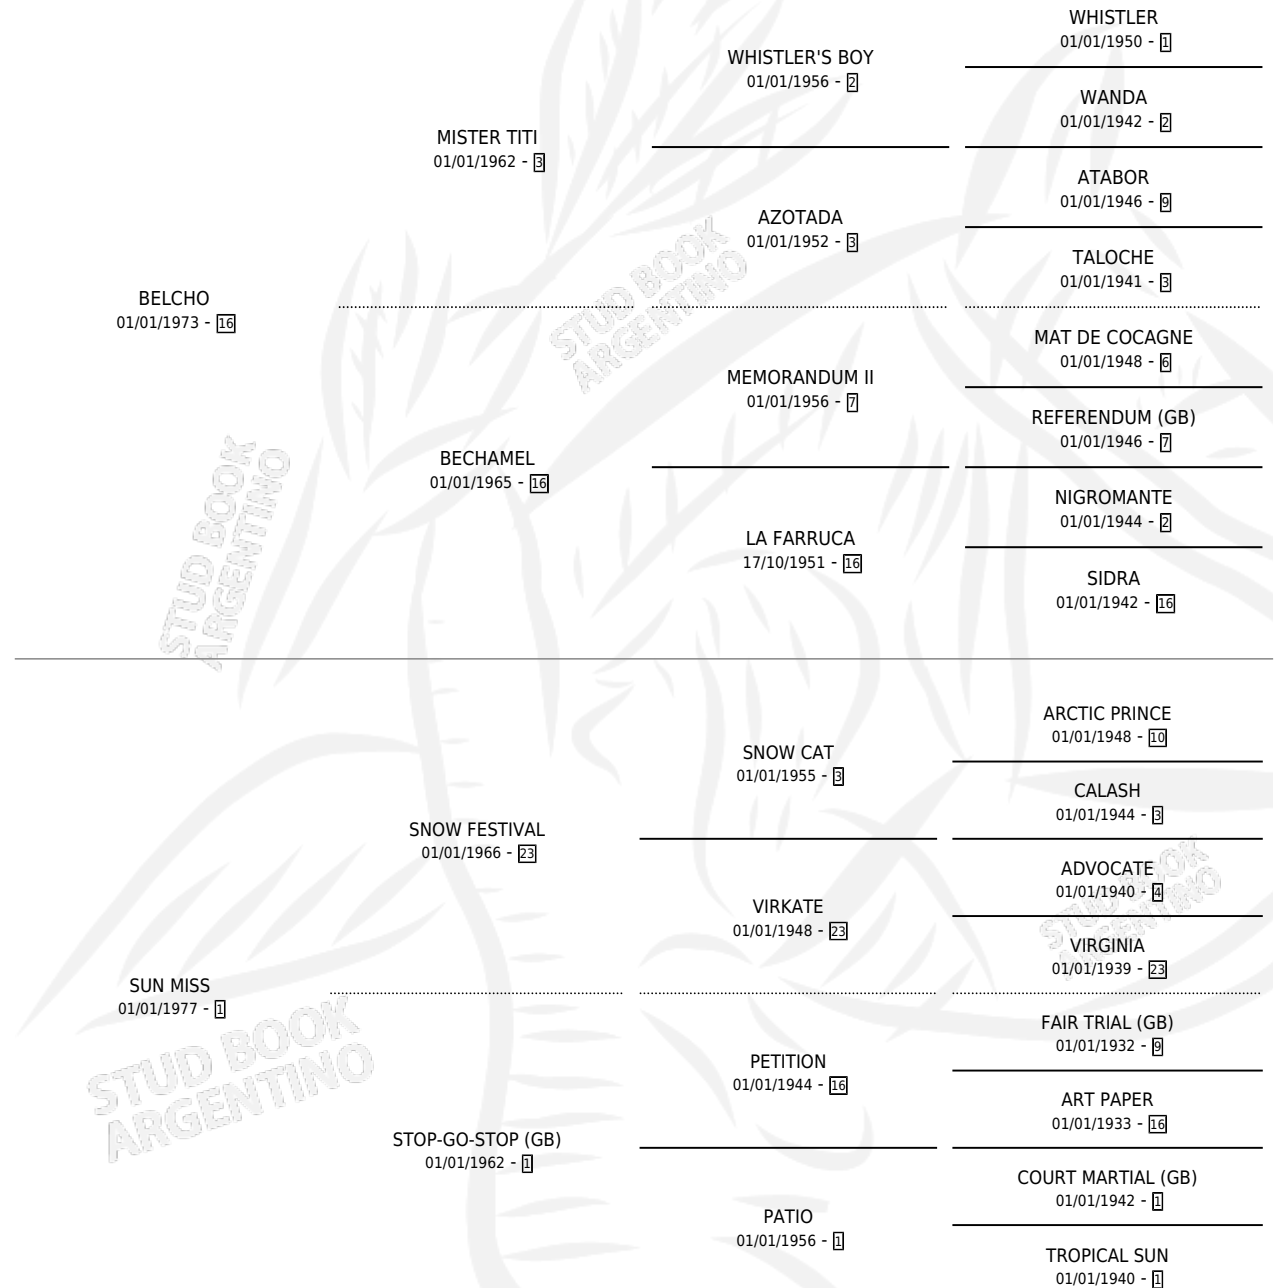 WHISTLER
01/01/1950 - 1
WHISTLER'S BOY
01/01/1956 - 2
WANDA
01/01/1942 - 2
MISTER TITI
01/01/1962 - 3
ATABOR
01/01/1946 - 9
AZOTADA
01/01/1952 - 3
TALOCHE
01/01/1941 - 3
BELCHO
01/01/1973 - 16
STUD BOOK
ARGENTINO
MAT DE COCAGNE
01/01/1948 - 6
MEMORANDUM II
01/01/1956 - 7
REFERENDUM (GB)
01/01/1946 - 7
BECHAMEL
01/01/1965 - 16
NIGROMANTE
01/01/1944 - 2
LA FARRUCA
17/10/1951 - 16
SIDRA
01/01/1942 - 16
STUD BOOK
ARGENTINO
ARCTIC PRINCE
01/01/1948 - 10
SNOW CAT
01/01/1955 - 3
CALASH
01/01/1944 - 3
SNOW FESTIVAL
01/01/1966 - 23
ADVOCATE
01/01/1940 - 4
VIRKATE
01/01/1948 - 23
VIRGINIA
01/01/1939 - 23
STUD BOOK
ARGENTINO
SUN MISS
01/01/1977 - 1
STUD BOOK
ARGENTINO
FAIR TRIAL (GB)
01/01/1932 - 9
PETITION
01/01/1944 - 16
ART PAPER
01/01/1933 - 16
STOP-GO-STOP (GB)
01/01/1962 - 1
COURT MARTIAL (GB)
01/01/1942 - 1
PATIO
01/01/1956 - 1
TROPICAL SUN
01/01/1940 - 1